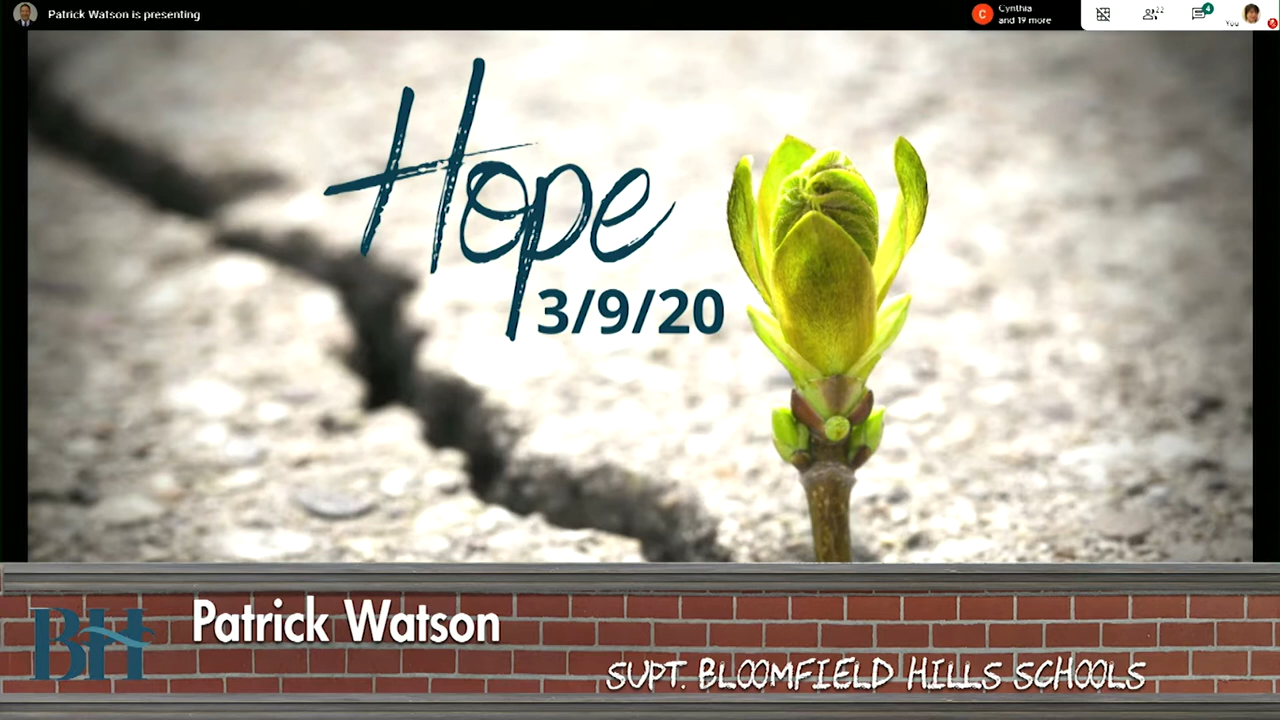 Patrick Watson is presenting
C
Cynthia
and 19 more
22
4
You
Hope
3/9/20
BH
Patrick Watson
SUPT. BLOOMFIELD HILLS SCHOOLS